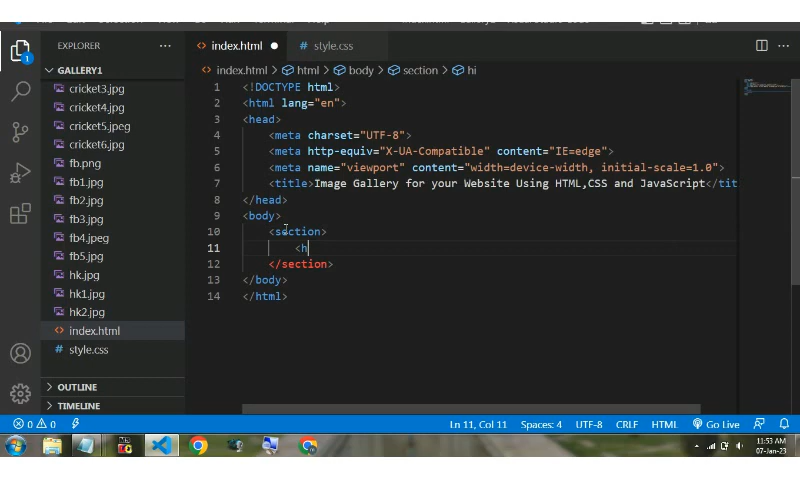 EXPLORER
GALLERY1
cricket3.jpg
cricket4.jpg
cricket5.jpeg
cricket6.jpg
fb.png
fb1.jpg
fb2.jpg
fb3.jpg
fb4.jpeg
fb5.jpg
hk.jpg
hk1.jpg
hk2.jpg
<> index.html
# style.css
OUTLINE
TIMELINE
<> index.html
# style.css
<> index.html > html > body > section > hi
1 <!DOCTYPE html>
2 <html lang="en">
3 <head>
4 <meta charset="UTF-8">
5 <meta http-equiv="X-UA-Compatible" content="IE=edge">
6 <meta name="viewport" content="width=device-width, initial-scale=1.0">
7 <title>Image Gallery for your Website Using HTML,CSS and JavaScript</tit
8 </head>
9 <body>
10 <section>
11 <h
12 </section>
13 </body>
14 </html>
1
0 0
Ln 11, Col 11 Spaces: 4 UTF-8 CRLF HTML Go Live
11:53 AM
07-Jan-23